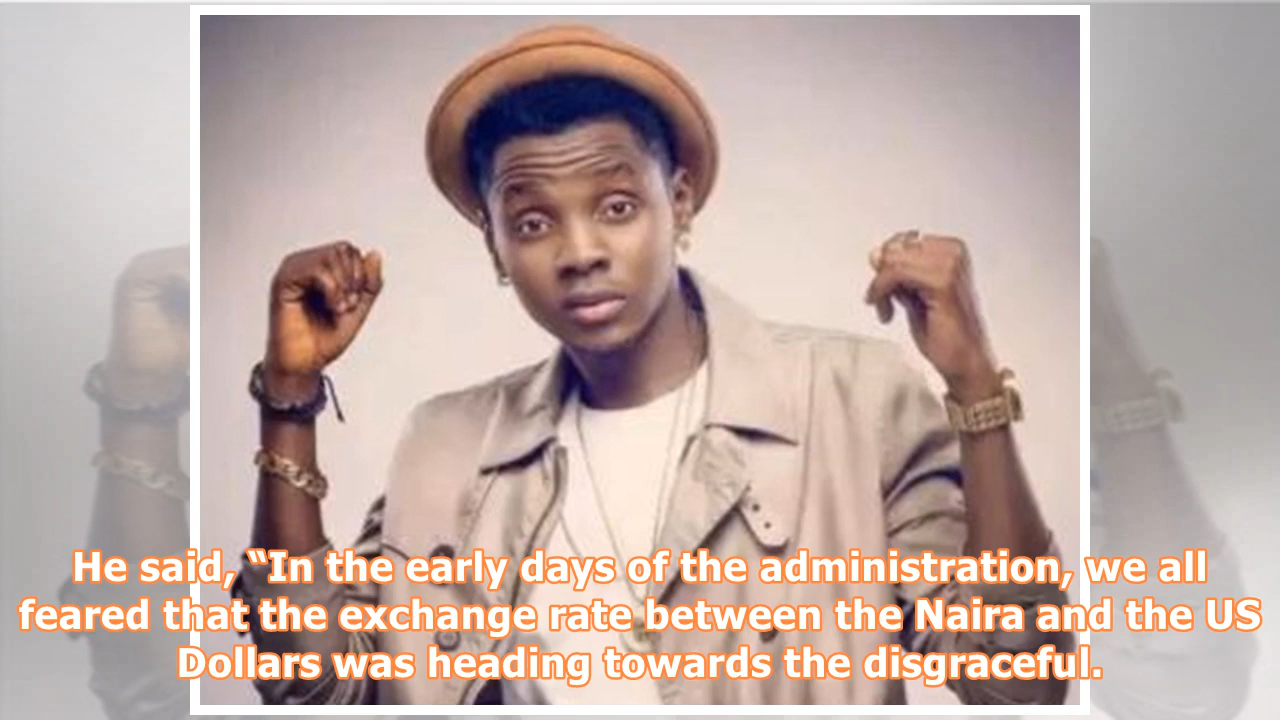 He said, “In the early days of the administration, we all
feared that the exchange rate between the Naira and the US
Dollars was heading towards the disgraceful.